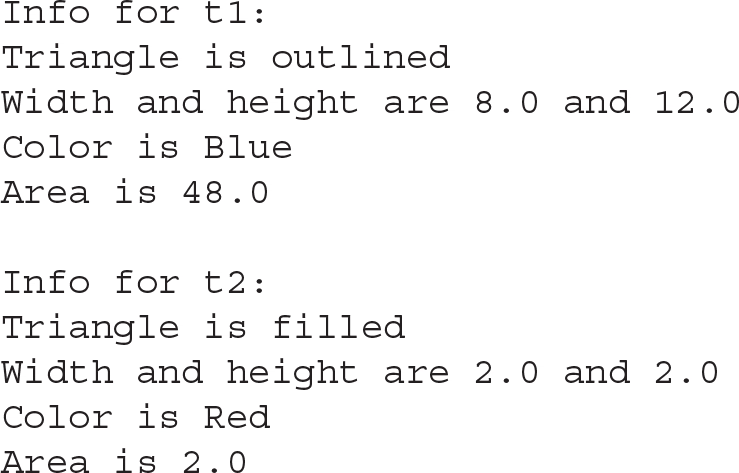 Info for t1:
Triangle is outlined
Width and height are 8.0 and 12.0
Color is Blue
Area is 48.0

Info for t2:
Triangle is filled
Width and height are 2.0 and 2.0
Color is Red
Area is 2.0